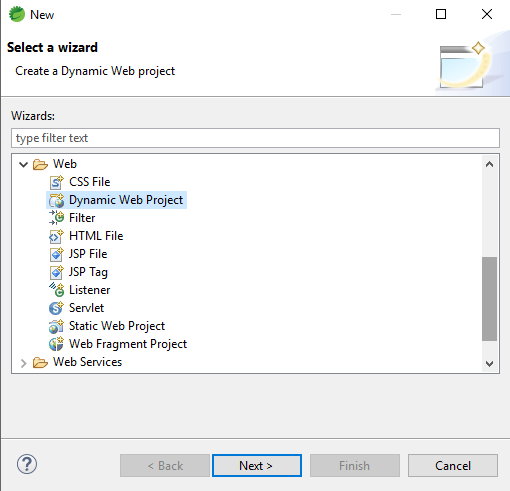 New
Select a wizard
Create a Dynamic Web project
Wizards:
type filter text
Web
CSS File
Dynamic Web Project
Filter
HTML File
JSP File
JSP Tag
Listener
Servlet
Static Web Project
Web Fragment Project
Web Services
?
< Back
Next >
Finish
Cancel